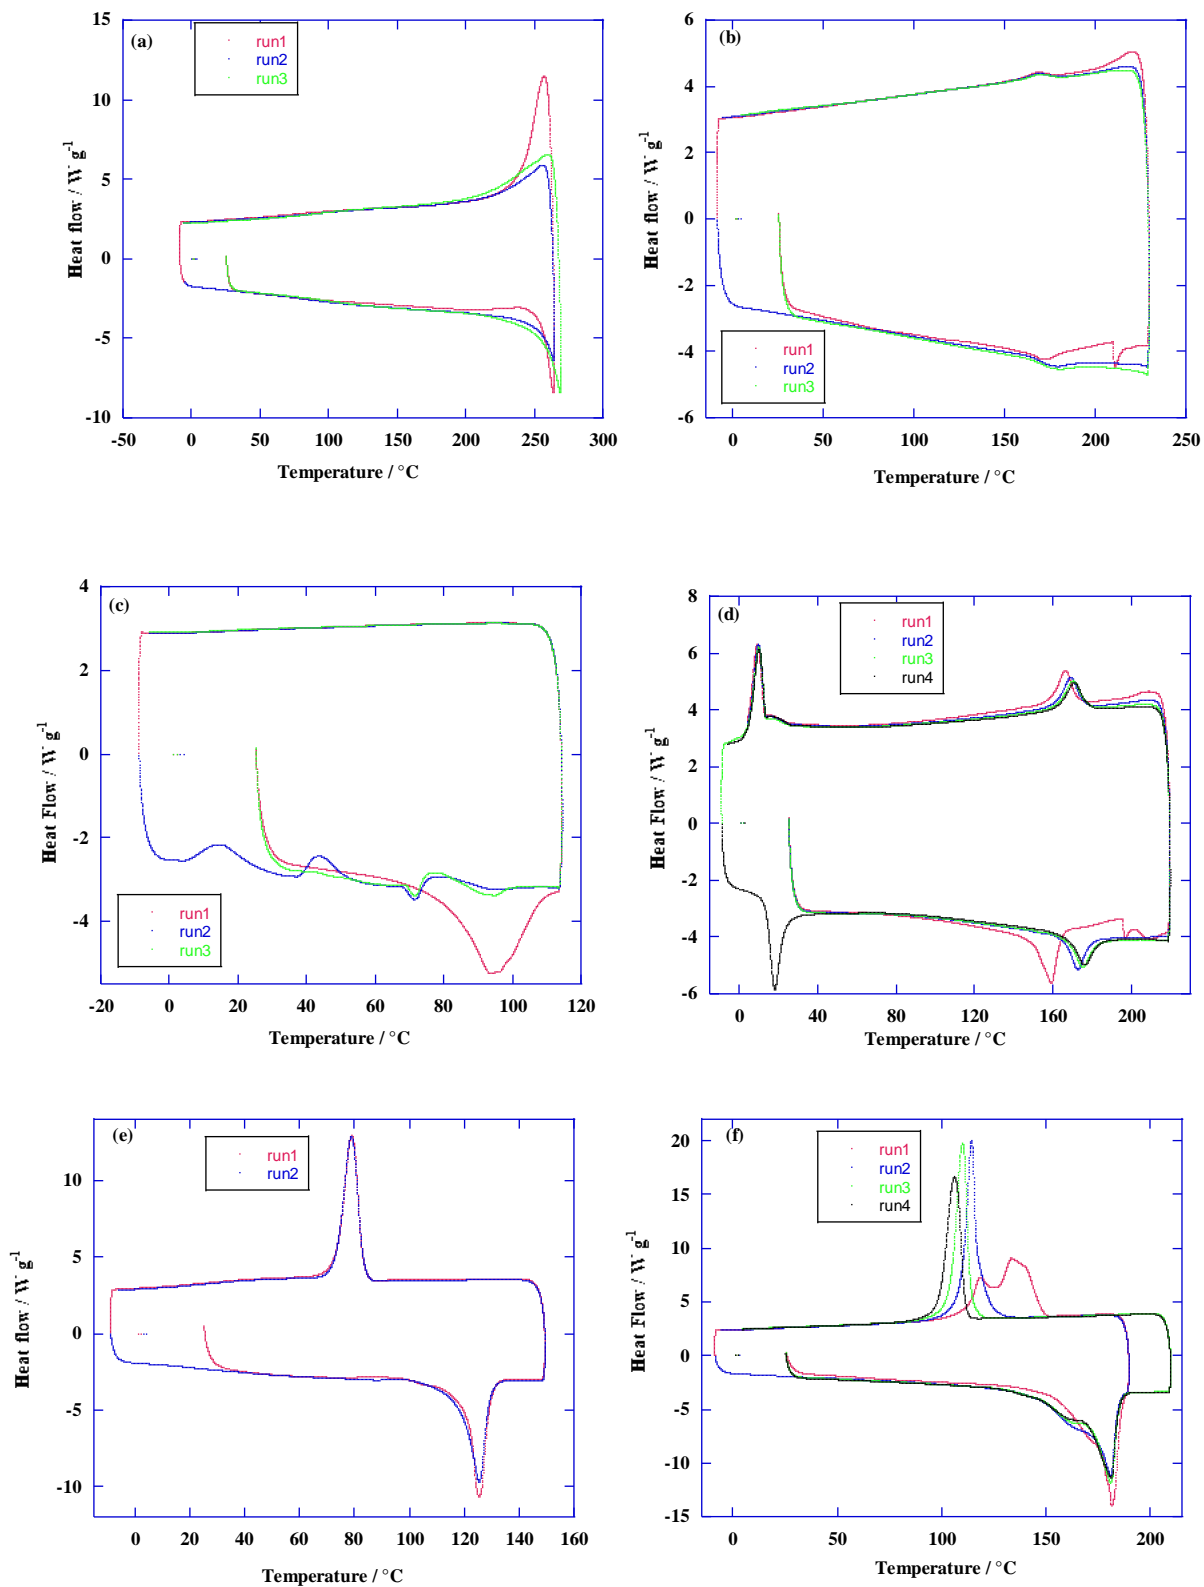 (a)
run1
run2
run3
15
10
5
0
-5
-10
Heat flow / W g-1
-50 0 50 100 150 200 250 300
Temperature / °C
(b)
run1
run2
run3
6
4
2
0
-2
-4
-6
Heat flow / W g-1
0 50 100 150 200 250
Temperature / °C
(c)
run1
run2
run3
4
2
0
-2
-4
Heat Flow / W g-1
-20 0 20 40 60 80 100 120
Temperature / °C
(d)
run1
run2
run3
run4
8
6
4
2
0
-2
-4
-6
Heat Flow / W g-1
0 40 80 120 160 200
Temperature / °C
(e)
run1
run2
10
5
0
-5
-10
Heat flow / W g-1
0 20 40 60 80 100 120 140 160
Temperature / °C
(f)
run1
run2
run3
run4
20
15
10
5
0
-5
-10
-15
Heat Flow / W g-1
0 50 100 150 200
Temperature / °C